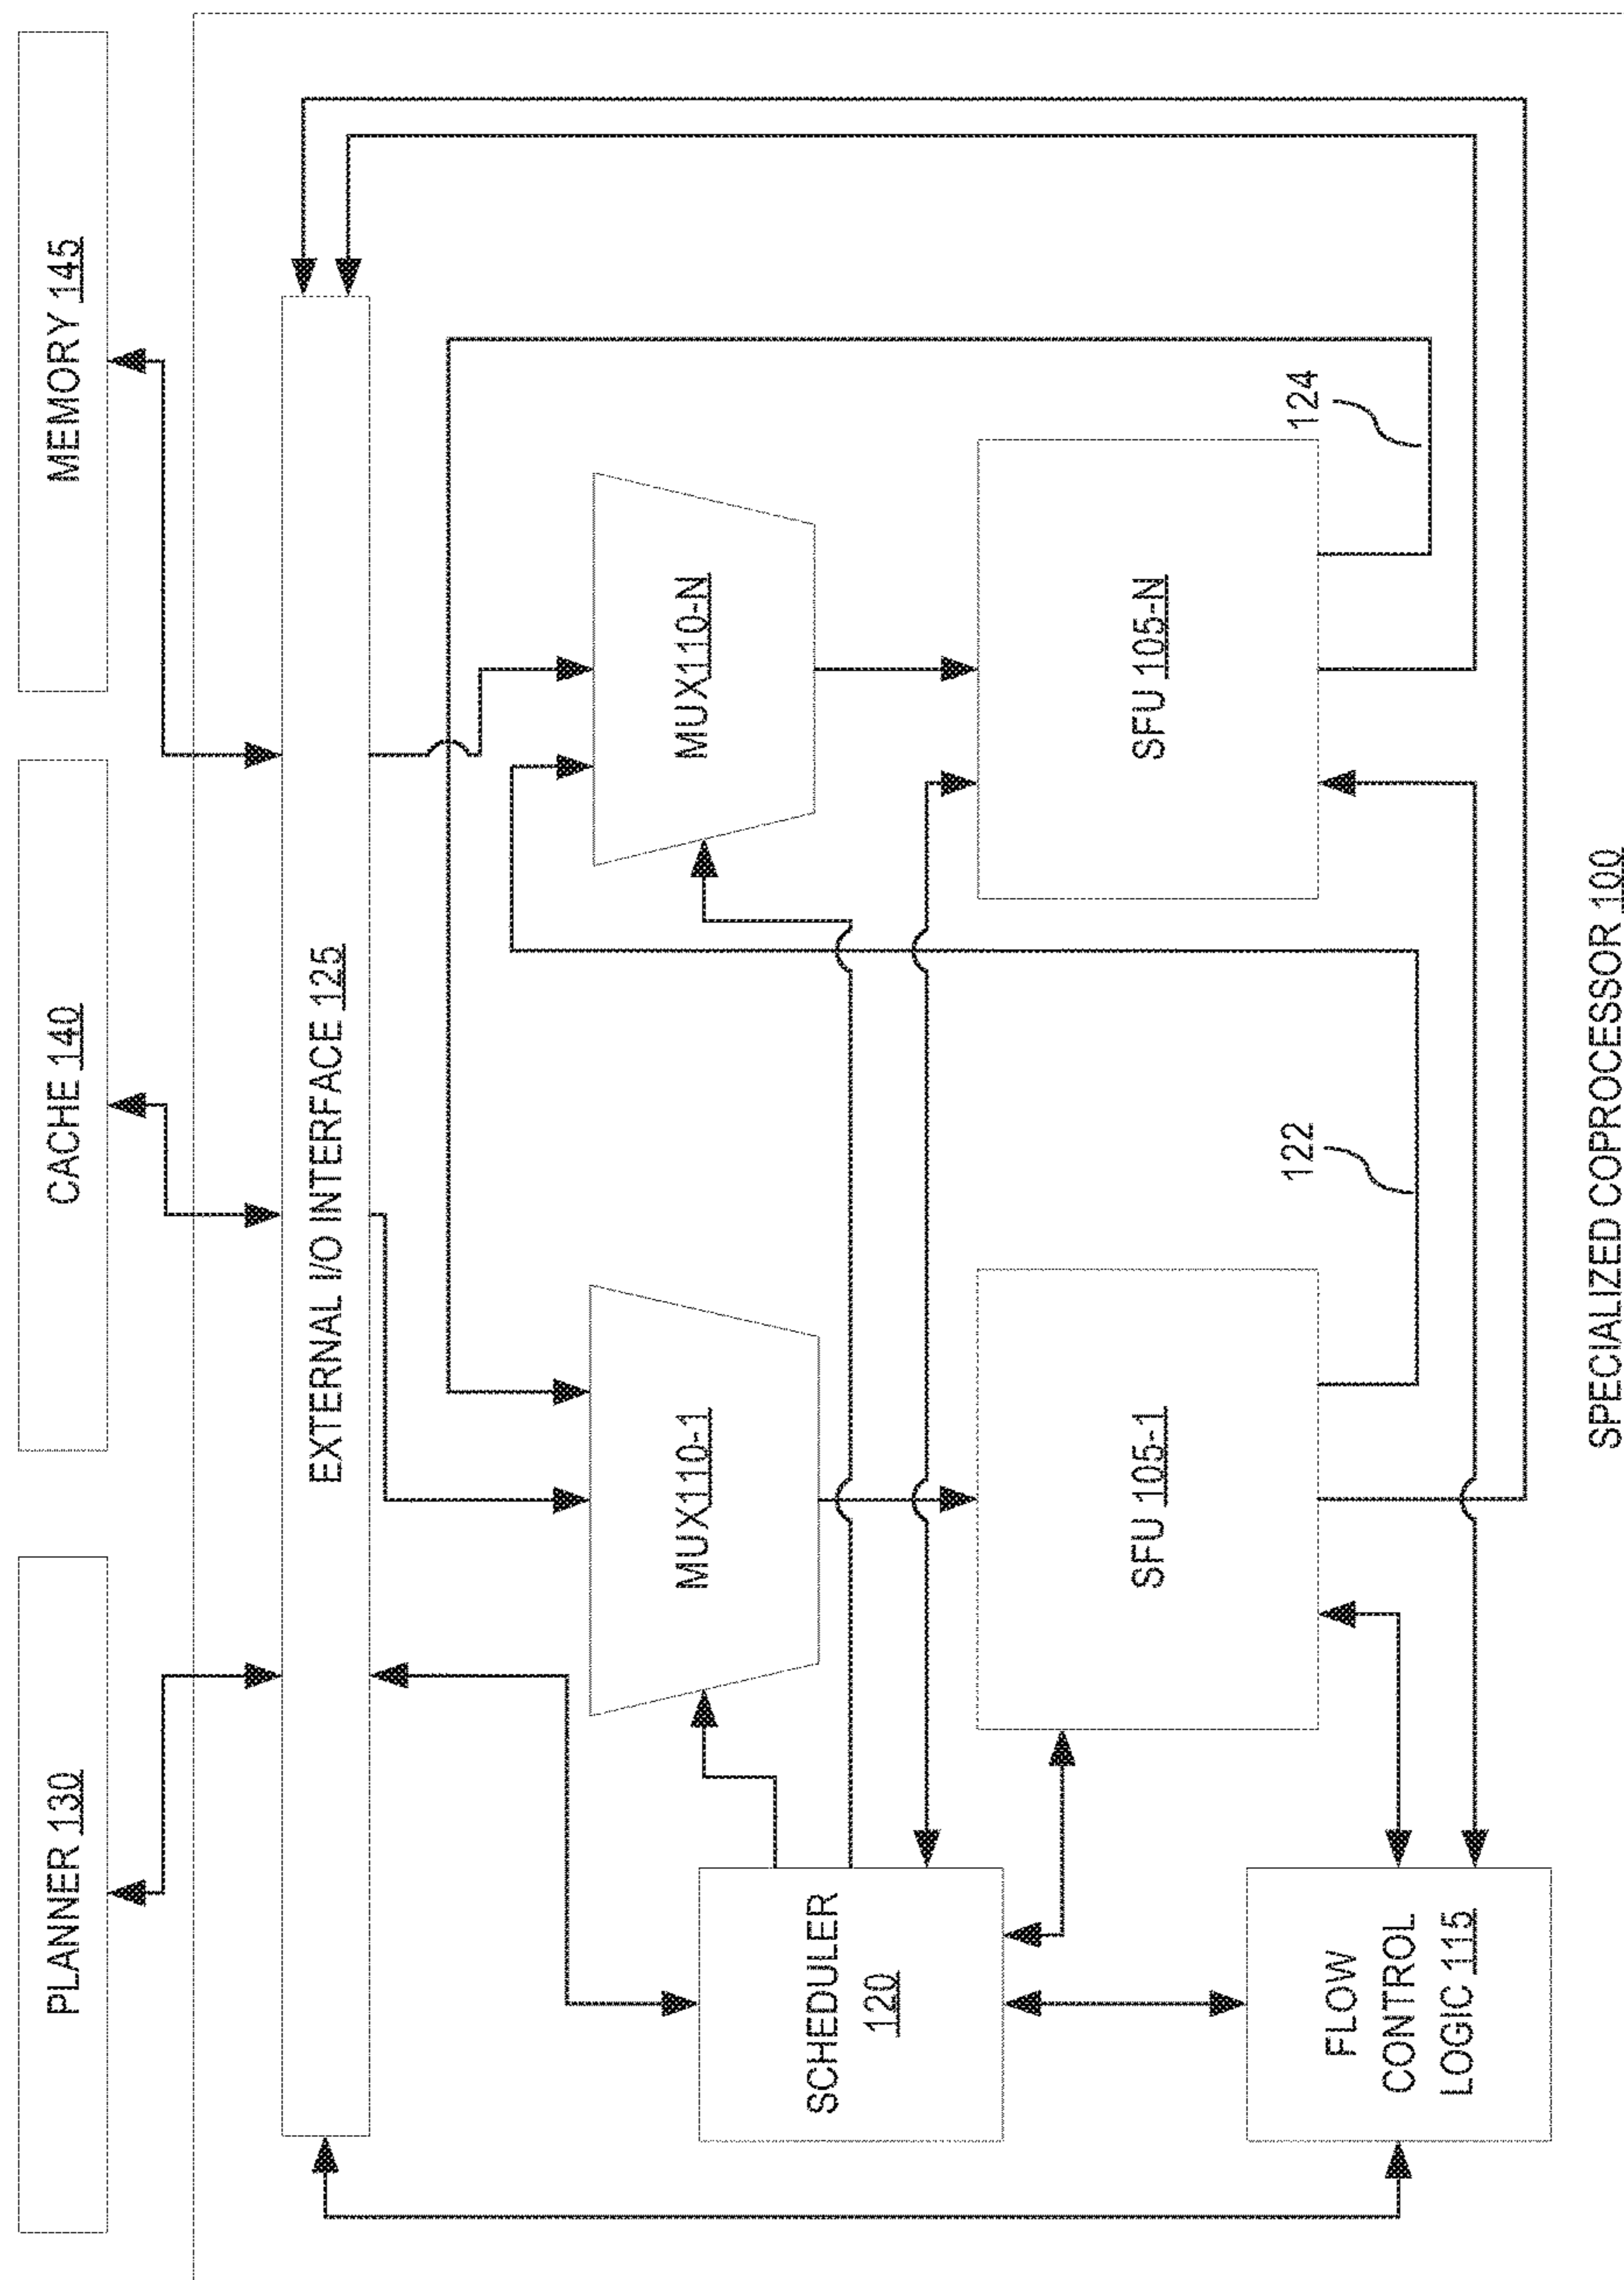 PLANNER 130
CACHE 140
MEMORY 145
EXTERNAL I/O INTERFACE 125
MUX110-1
MUX110-N
SCHEDULER
120
SFU 105-1
SFU 105-N
122
124
FLOW
CONTROL
LOGIC 115
SPECIALIZED COPROCESSOR 100